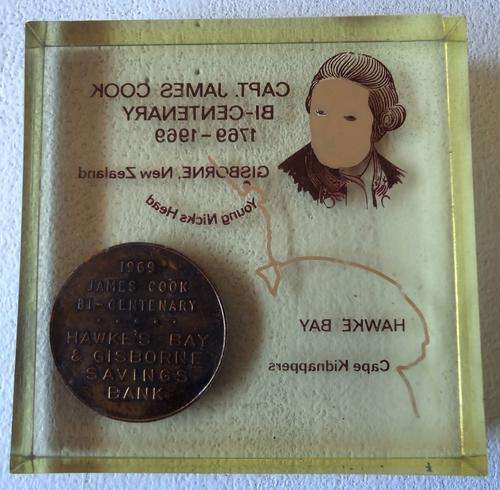 CAPT. JAMES COOK
BI-CENTENARY
1769-1969
GISBORNE, New Zealand
Young Nicks Head
HAWKE BAY
Cape Kidnappers
1969
JAMES COOK
BI-CENTENARY
HAWKE'S BAY
& GISBORNE
SAVINGS
BANK